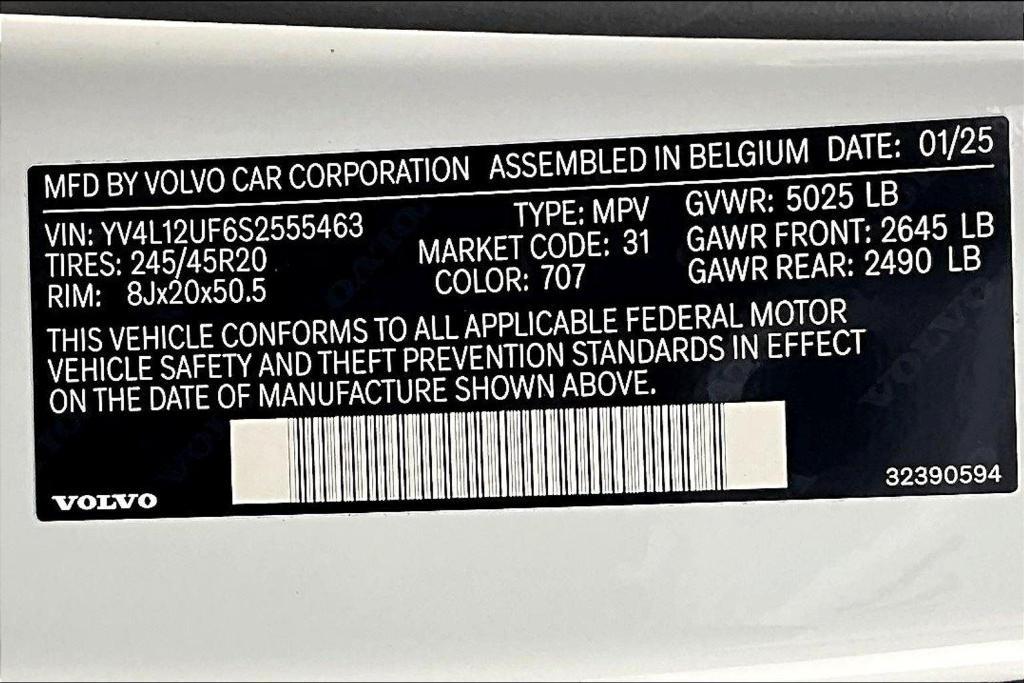 MFD BY VOLVO CAR CORPORATION ASSEMBLED IN BELGIUM DATE: 01/25
VIN: YV4L12UF6S2555463 TYPE: MPV GVWR: 5025 LB
TIRES: 245/45R20 MARKET CODE: 31 GAWR FRONT: 2645 LB
RIM: 8Jx20x50.5 COLOR: 707 GAWR REAR: 2490 LB
THIS VEHICLE CONFORMS TO ALL APPLICABLE FEDERAL MOTOR
VEHICLE SAFETY AND THEFT PREVENTION STANDARDS IN EFFECT
ON THE DATE OF MANUFACTURE SHOWN ABOVE.
VOLVO 32390594